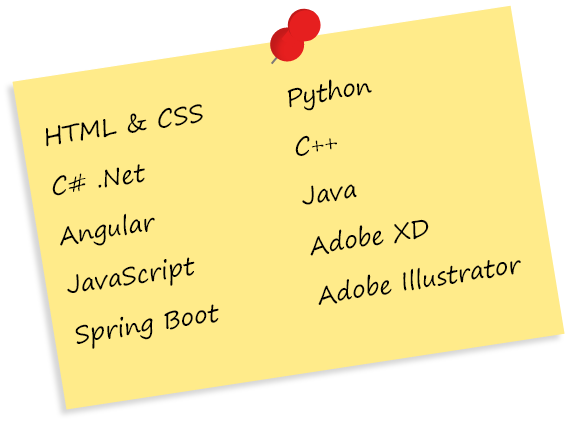 HTML & CSS
C# .Net
Angular
JavaScript
Spring Boot
Python
C++
Java
Adobe XD
Adobe Illustrator